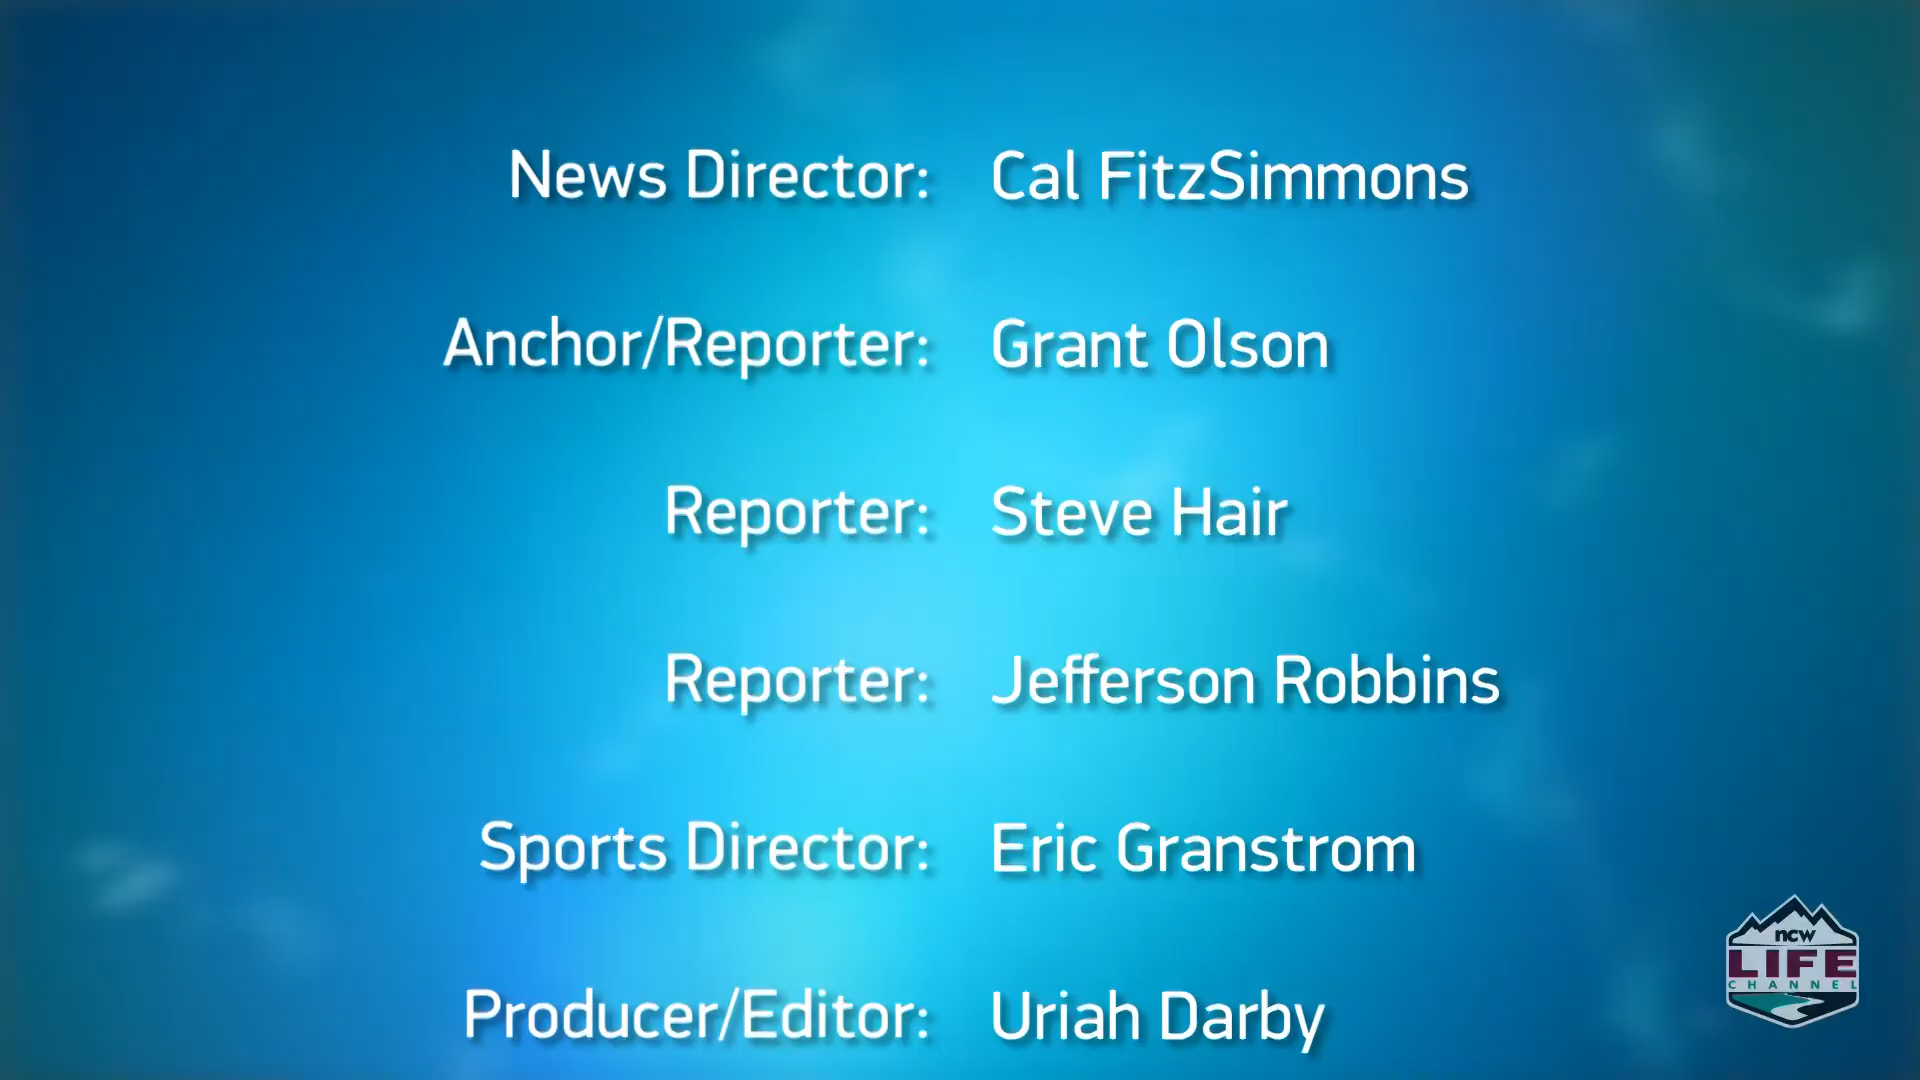 News Director: Cal FitzSimmons
Anchor/Reporter: Grant Olson
Reporter: Steve Hair
Reporter: Jefferson Robbins
Sports Director: Eric Granstrom
Producer/Editor: Uriah Darby
ncw
LIFE
CHANNEL